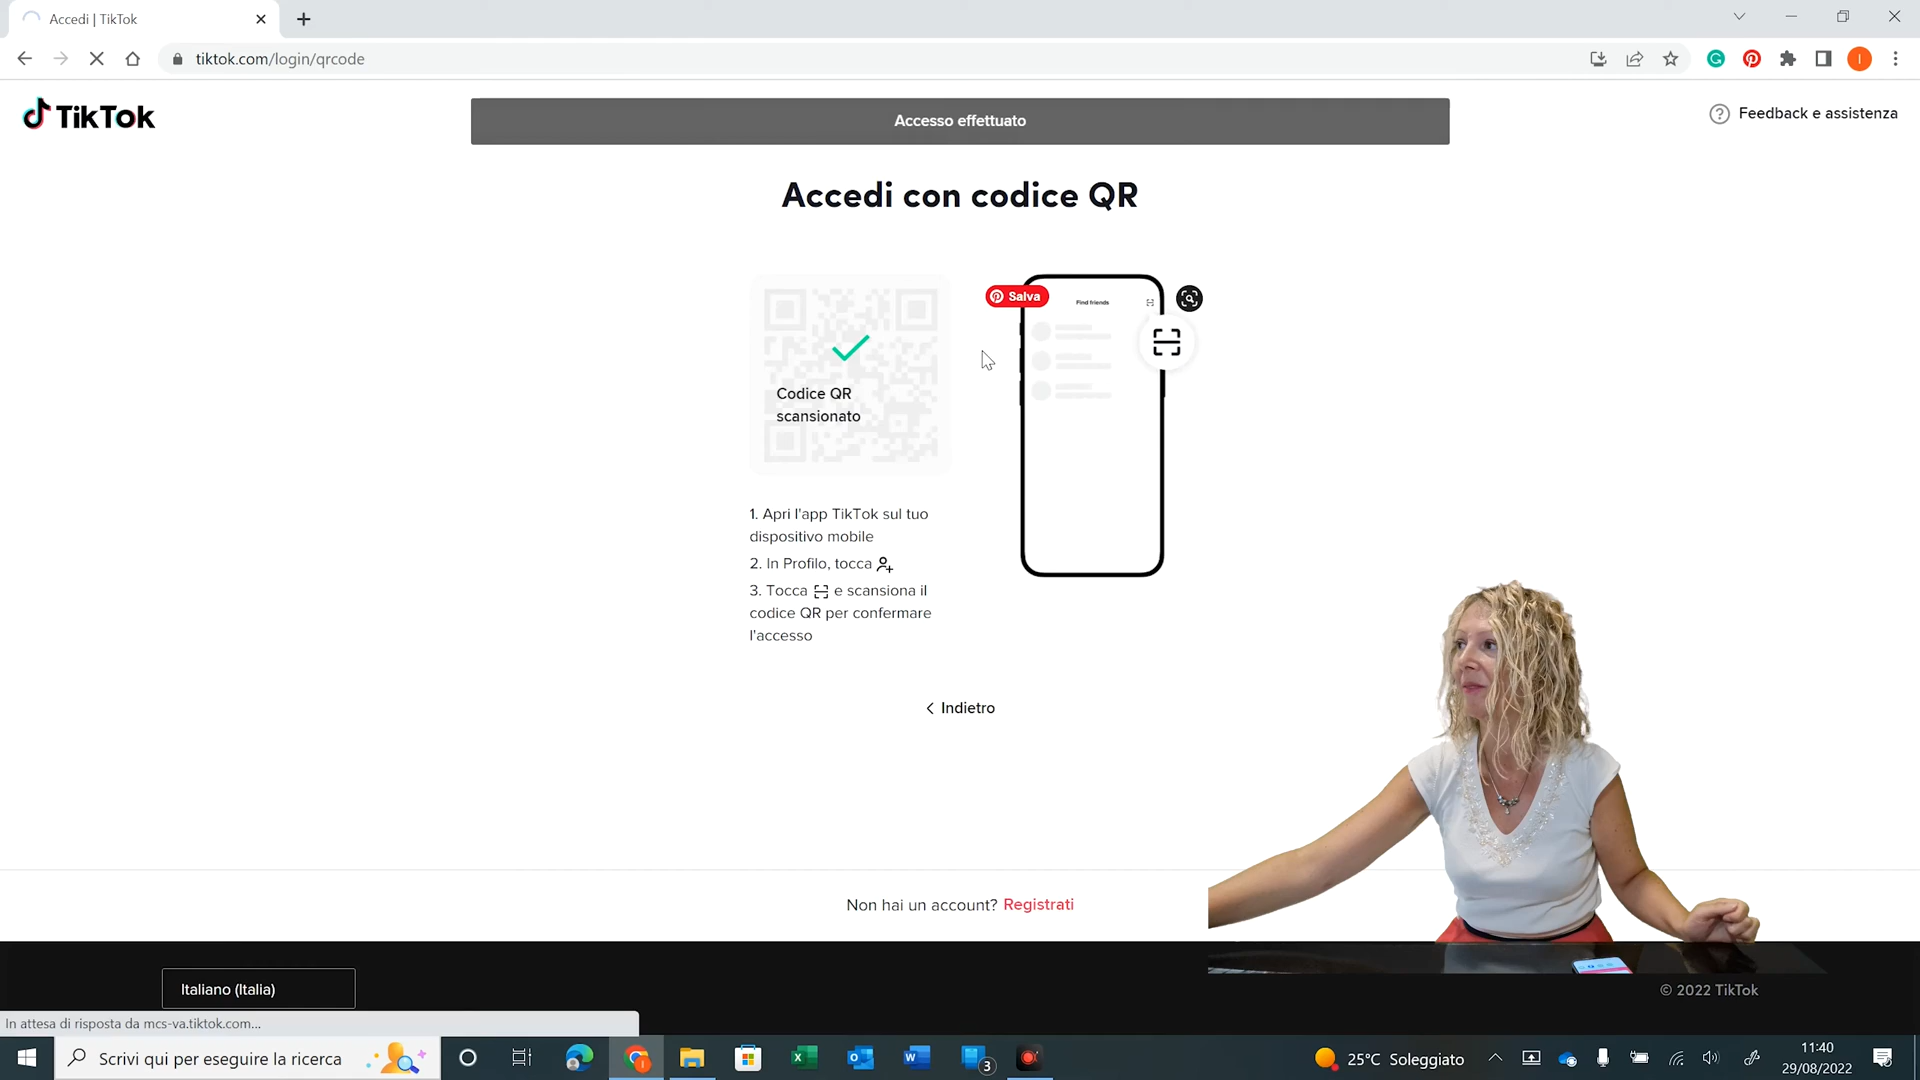 Accedi | TikTok
tiktok.com/login/qrcode
TikTok
Accesso effettuato
Feedback e assistenza
Accedi con codice QR
Salva
Find friends
Codice QR
scansionato
1. Apri l'app TikTok sul tuo
dispositivo mobile
2. In Profilo, tocca
3. Tocca e scansiona il
codice QR per confermare
l'accesso
Indietro
Non hai un account? Registrati
Italiano (Italia)
© 2022 TikTok
In attesa di risposta da mcs-va.tiktok.com...
Scrivi qui per eseguire la ricerca
3
25°C Soleggiato
11:40
29/08/2022